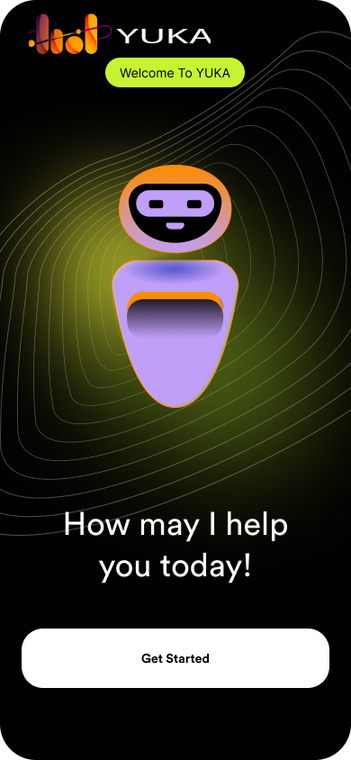 YUKA
Welcome To YUKA
How may I help
you today!
Get Started